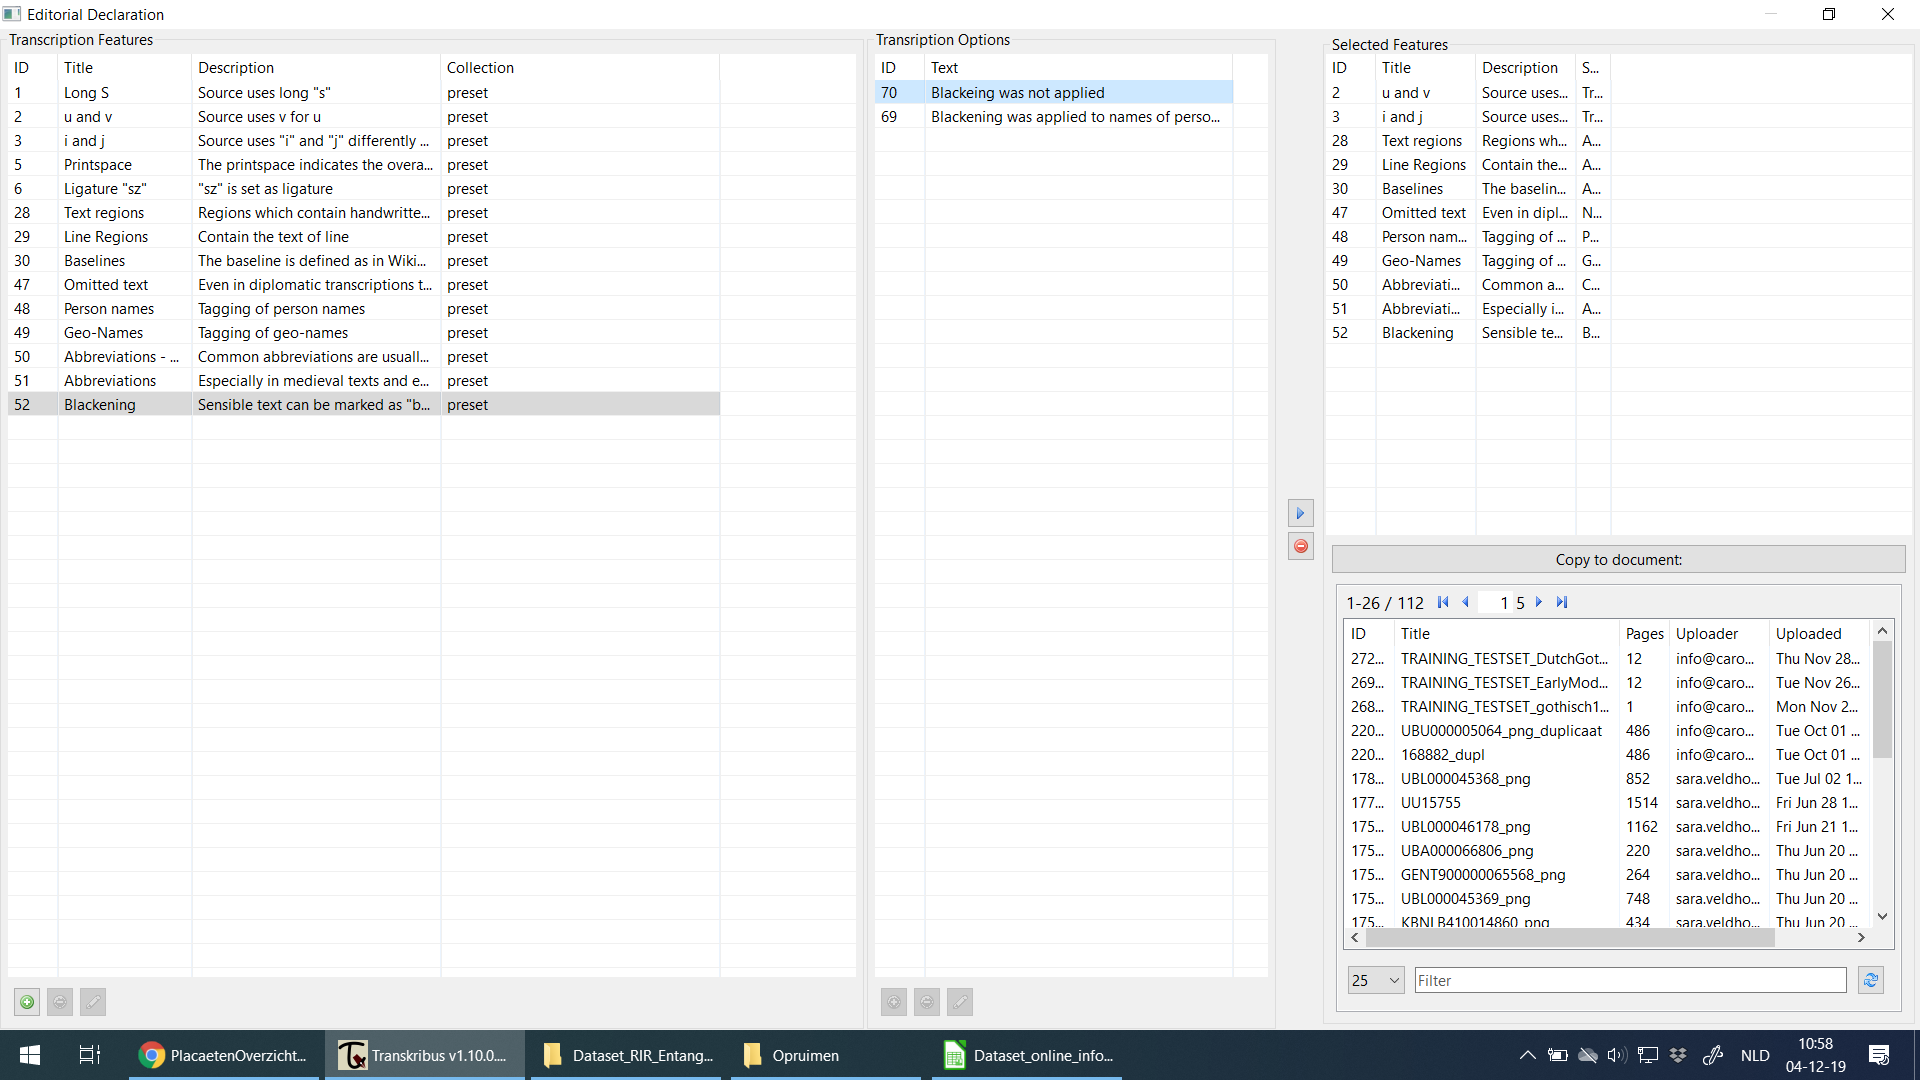 Editorial Declaration
Transcription Features
ID Title Description Collection
1 Long S Source uses long "s" preset
2 u and v Source uses v for u preset
3 i and j Source uses "i" and "j" differently ... preset
5 Printspace The printspace indicates the overa... preset
6 Ligature "sz" "sz" is set as ligature preset
28 Text regions Regions which contain handwritte... preset
29 Line Regions Contain the text of line preset
30 Baselines The baseline is defined as in Wiki... preset
47 Omitted text Even in diplomatic transcriptions t... preset
48 Person names Tagging of person names preset
49 Geo-Names Tagging of geo-names preset
50 Abbreviations - ... Common abbreviations are usuall... preset
51 Abbreviations Especially in medieval texts and e... preset
52 Blackening Sensible text can be marked as "b... preset
Transription Options
ID Text
70 Blackeing was not applied
69 Blackening was applied to names of perso...
Selected Features
ID Title Description S...
2 u and v Source uses... Tr...
3 i and j Source uses... Tr...
28 Text regions Regions wh... A...
29 Line Regions Contain the... A...
30 Baselines The baselin... A...
47 Omitted text Even in dipl... N...
48 Person nam... Tagging of ... P...
49 Geo-Names Tagging of ... G...
50 Abbreviati... Common a... C...
51 Abbreviati... Especially i... A...
52 Blackening Sensible te... B...
Copy to document:
1-26 / 112 1 5
ID Title Pages Uploader Uploaded
272... TRAINING_TESTSET_DutchGot... 12 info@caro... Thu Nov 28...
269... TRAINING_TESTSET_EarlyMod... 12 info@caro... Tue Nov 26...
268... TRAINING_TESTSET_gothisch1... 1 info@caro... Mon Nov 2...
220... UBU000005064_png_duplicaat 486 info@caro... Tue Oct 01 ...
220... 168882_dupl 486 info@caro... Tue Oct 01 ...
178... UBL000045368_png 852 sara.veldho... Tue Jul 02 1...
177... UU15755 1514 sara.veldho... Fri Jun 28 1...
175... UBL000046178_png 1162 sara.veldho... Fri Jun 21 1...
175... UBA000066806_png 220 sara.veldho... Thu Jun 20 ...
175... GENT900000065568_png 264 sara.veldho... Thu Jun 20 ...
175... UBL000045369_png 748 sara.veldho... Thu Jun 20 ...
175... KBNLB410014860_png 434 sara.veldho... Thu Jun 20 ...
25 Filter
PlacaetenOverzicht... Transkribus v1.10.0.... Dataset_RIR_Entang... Opruimen Dataset_online_info... NLD 10:58
04-12-19